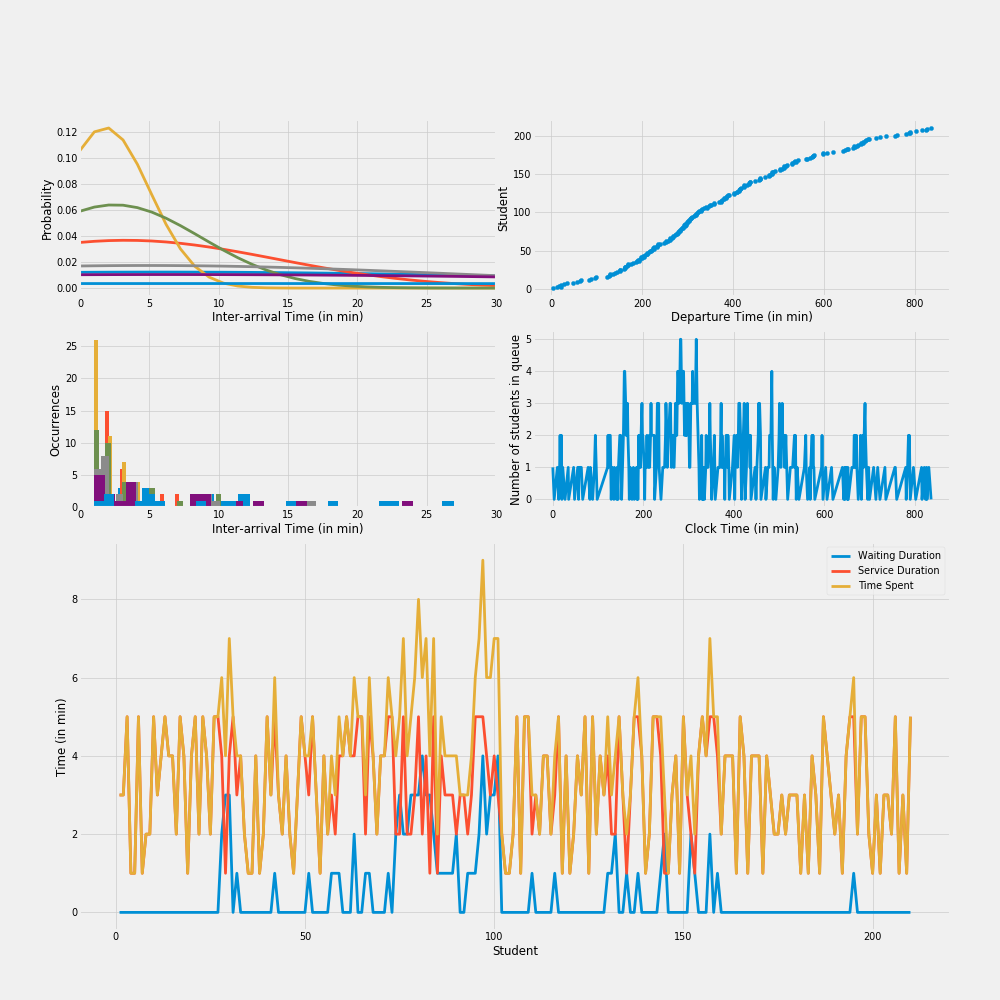 0.12
0.10
0.08
0.06
0.04
0.02
0.00
Probability
0 5 10 15 20 25 30
Inter-arrival Time (in min)
200
150
100
50
0
Student
0 200 400 600 800
Departure Time (in min)
25
20
15
10
5
0
Occurrences
0 5 10 15 20 25 30
Inter-arrival Time (in min)
5
4
3
2
1
0
Number of students in queue
0 200 400 600 800
Clock Time (in min)
Waiting Duration
Service Duration
Time Spent
8
6
4
2
0
Time (in min)
0 50 100 150 200
Student